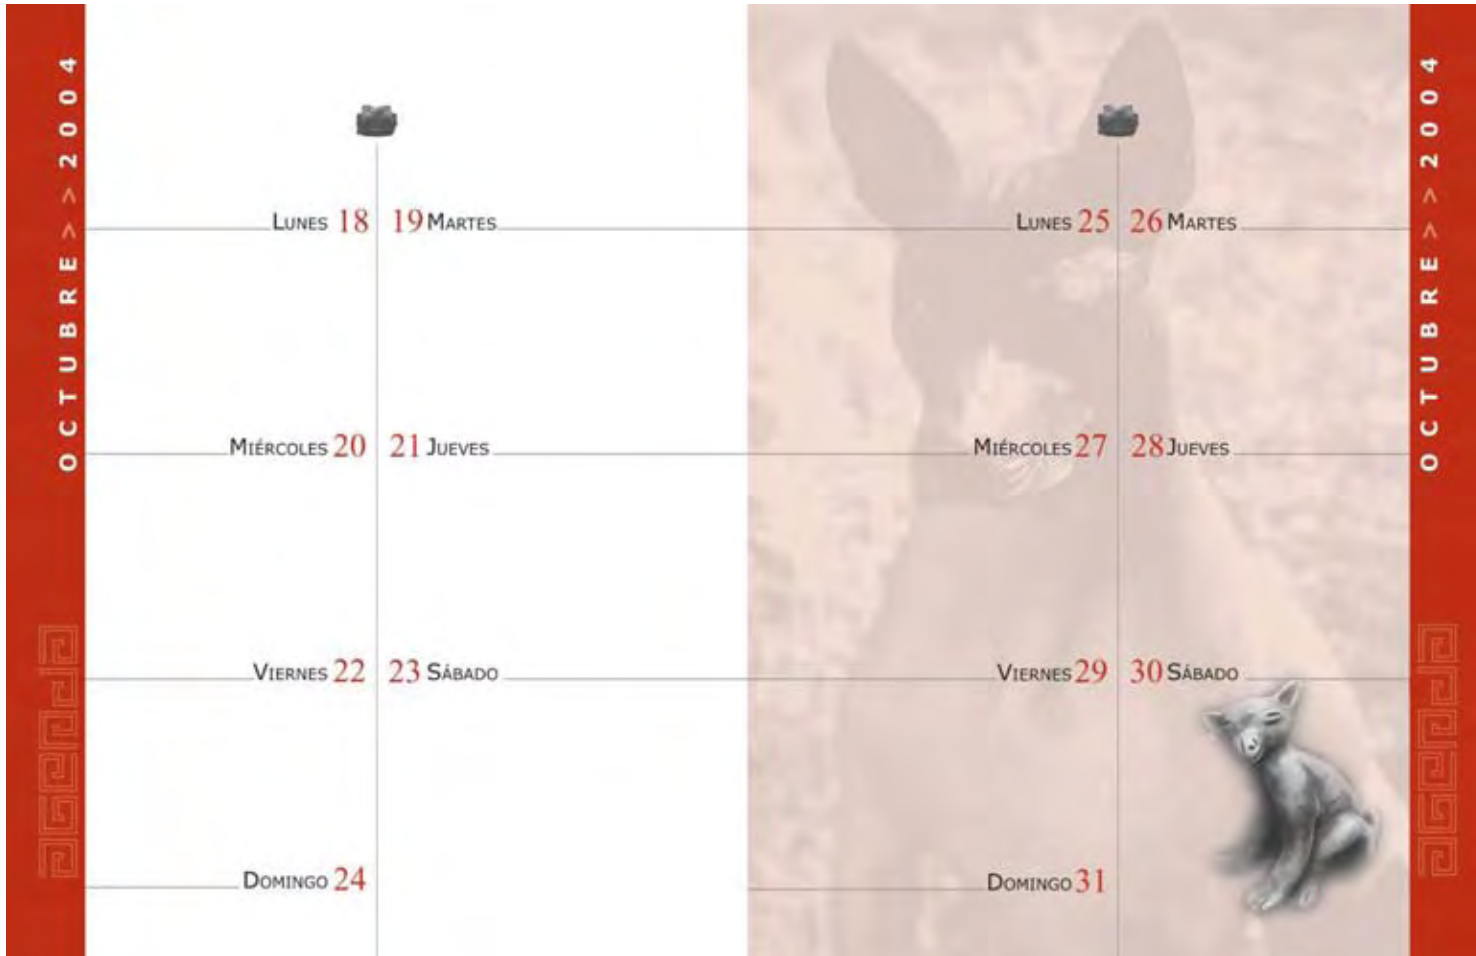 OCTUBRE>>2004
LUNES 18 19 MARTES
MIÉRCOLES 20 21 JUEVES
VIERNES 22 23 SÁBADO
DOMINGO 24
LUNES 25 26 MARTES
MIÉRCOLES 27 28 JUEVES
VIERNES 29 30 SÁBADO
DOMINGO 31
OCTUBRE>>2004